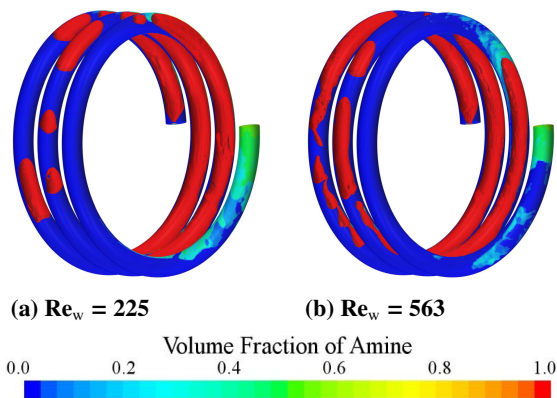 (a) Re_w = 225 (b) Re_w = 563
Volume Fraction of Amine
0.0 0.2 0.4 0.6 0.8 1.0